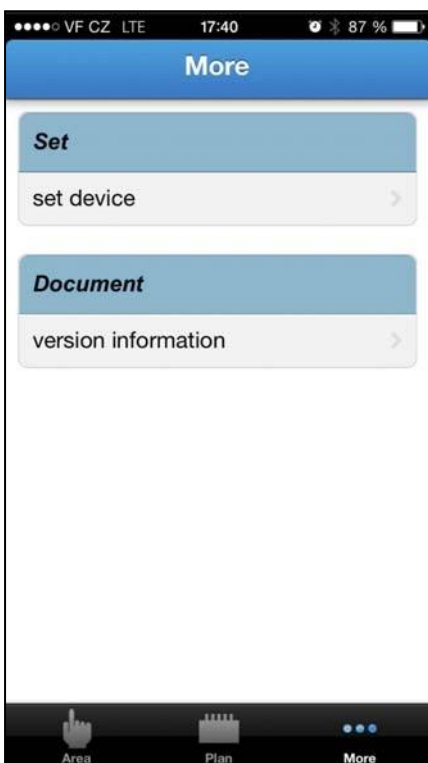 VF CZ LTE 17:40 87 %
More
Set
set device
Document
version information
Area Plan More